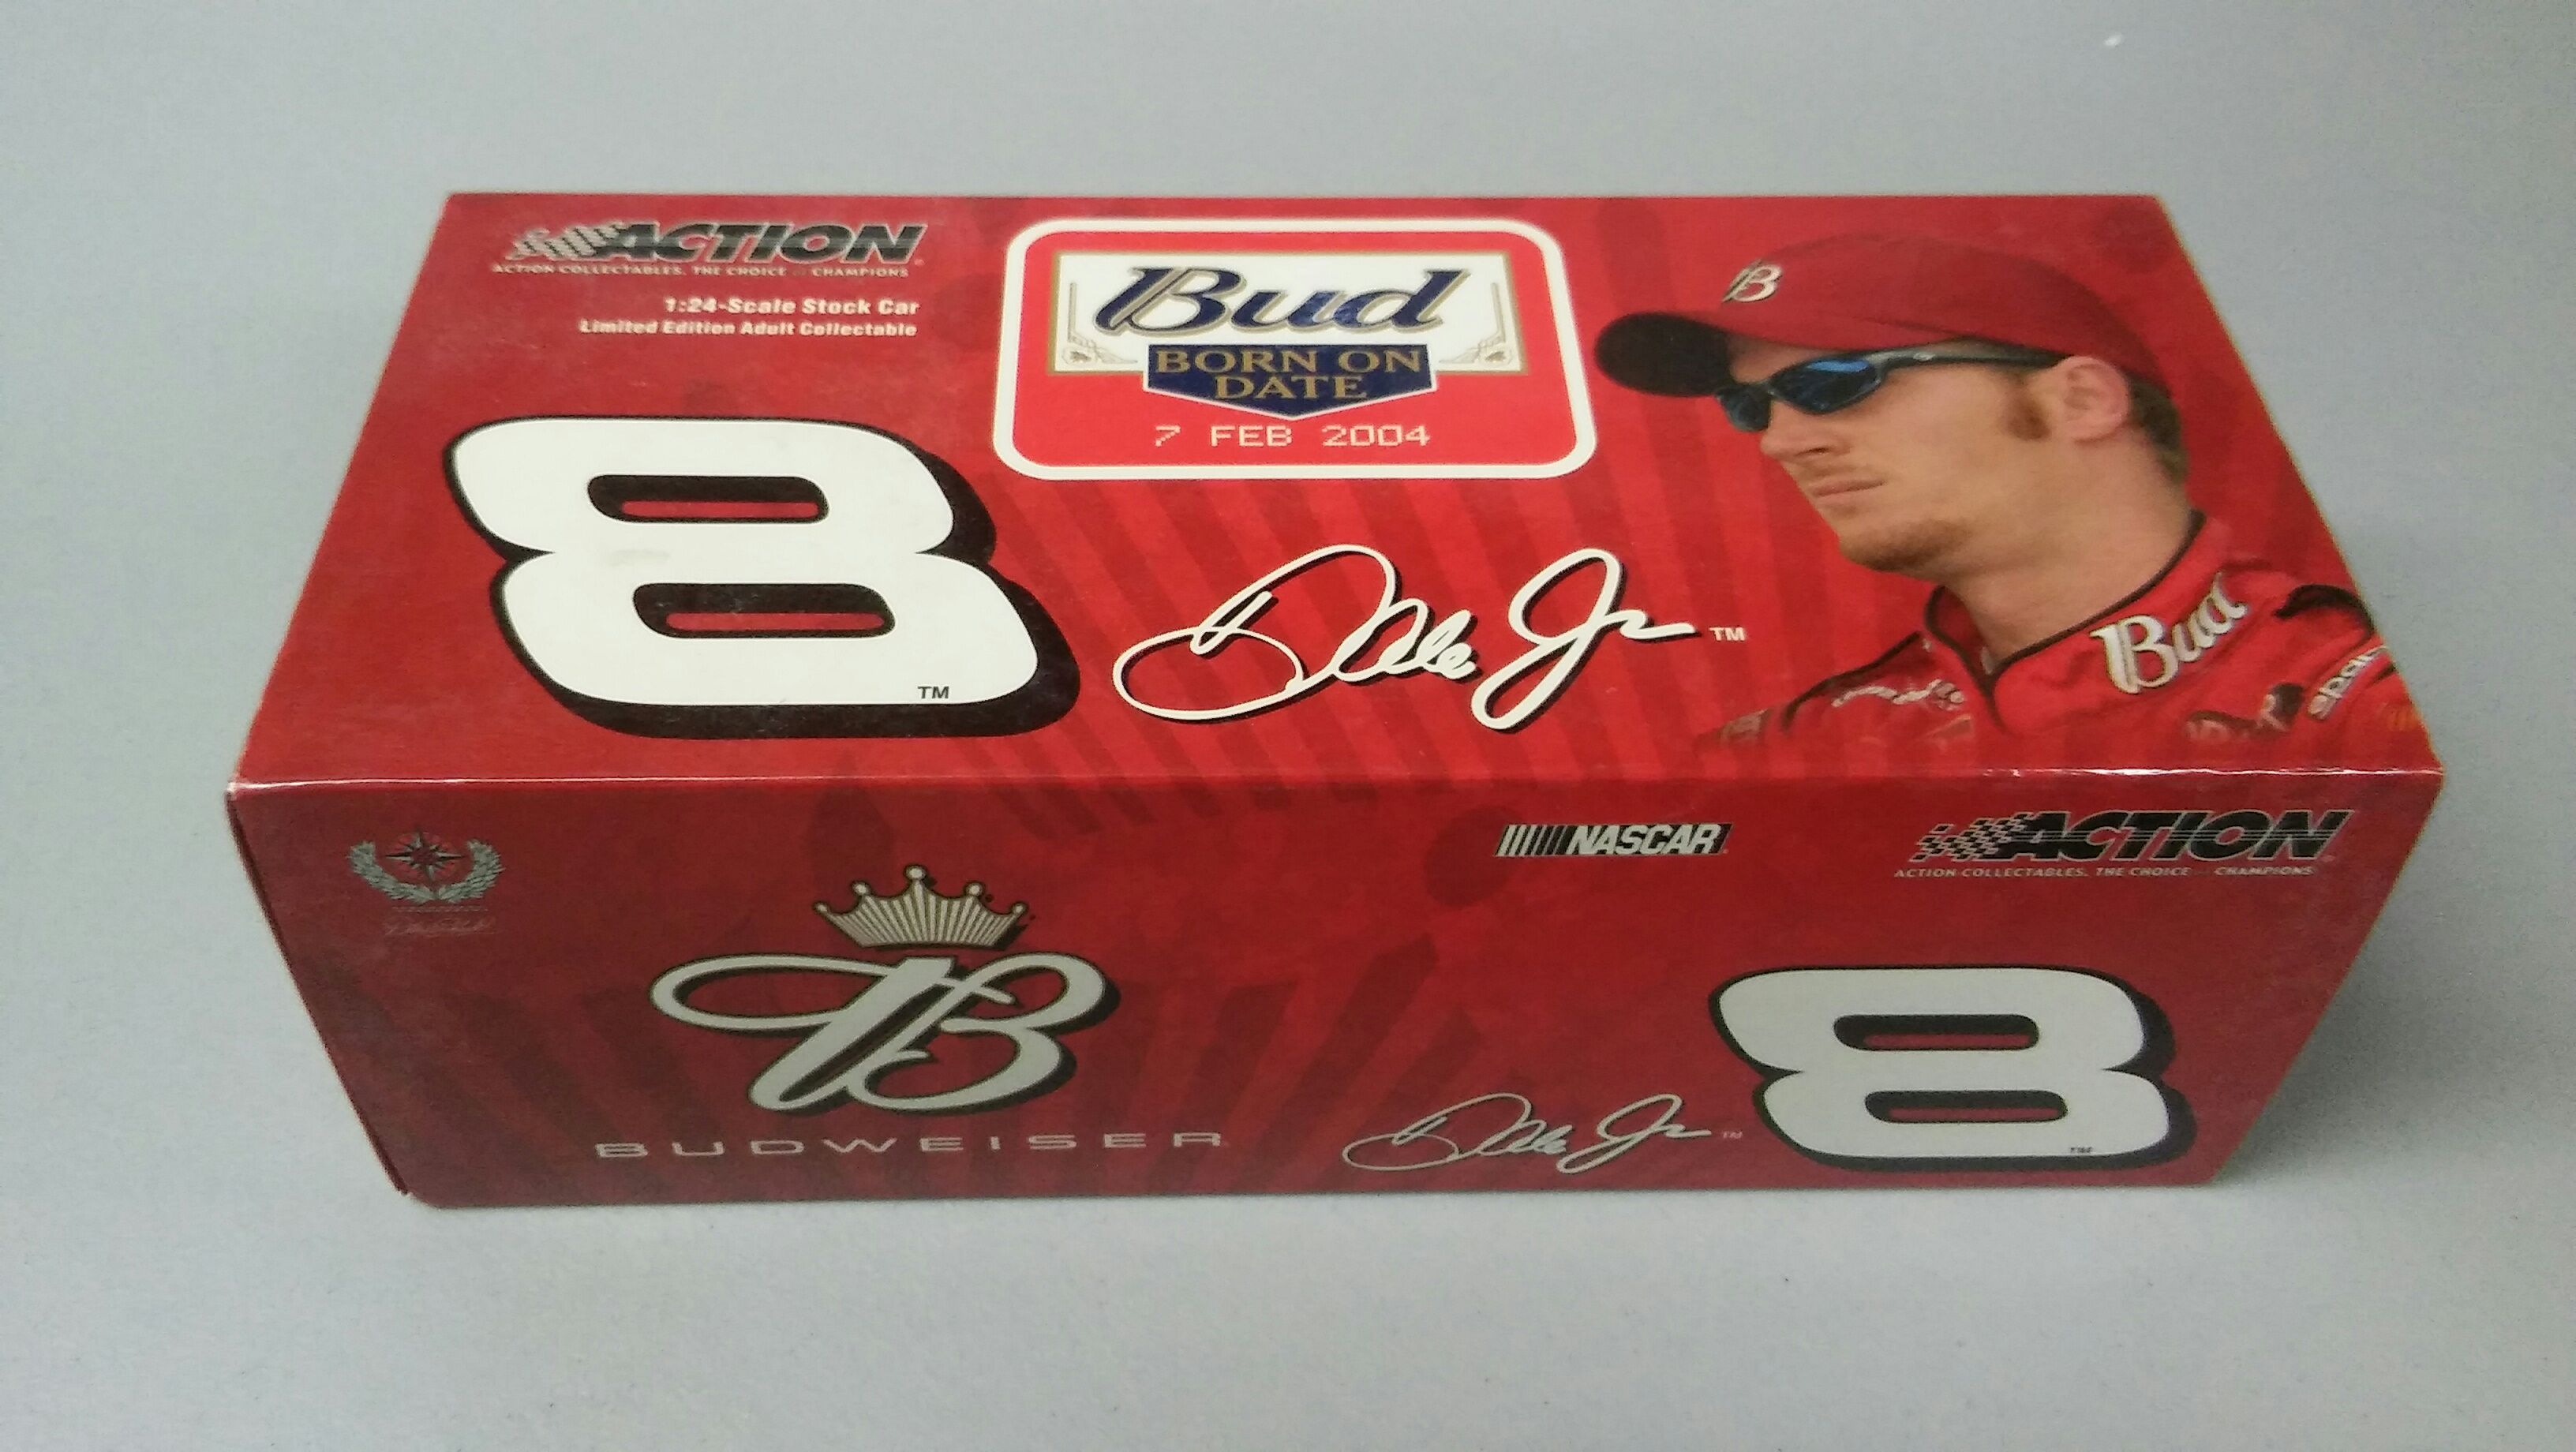 ACTION
ACTION COLLECTABLES. THE CHOICE OF CHAMPIONS
1:24-Scale Stock Car
Limited Edition Adult Collectable
Bud
BORN ON
DATE
7 FEB 2004
B
8
TM
Dale Jr.
TM
Bud
NASCAR
ACTION
ACTION COLLECTABLES. THE CHOICE OF CHAMPIONS
B
BUDWEISER
Dale Jr.
TM
8
TM